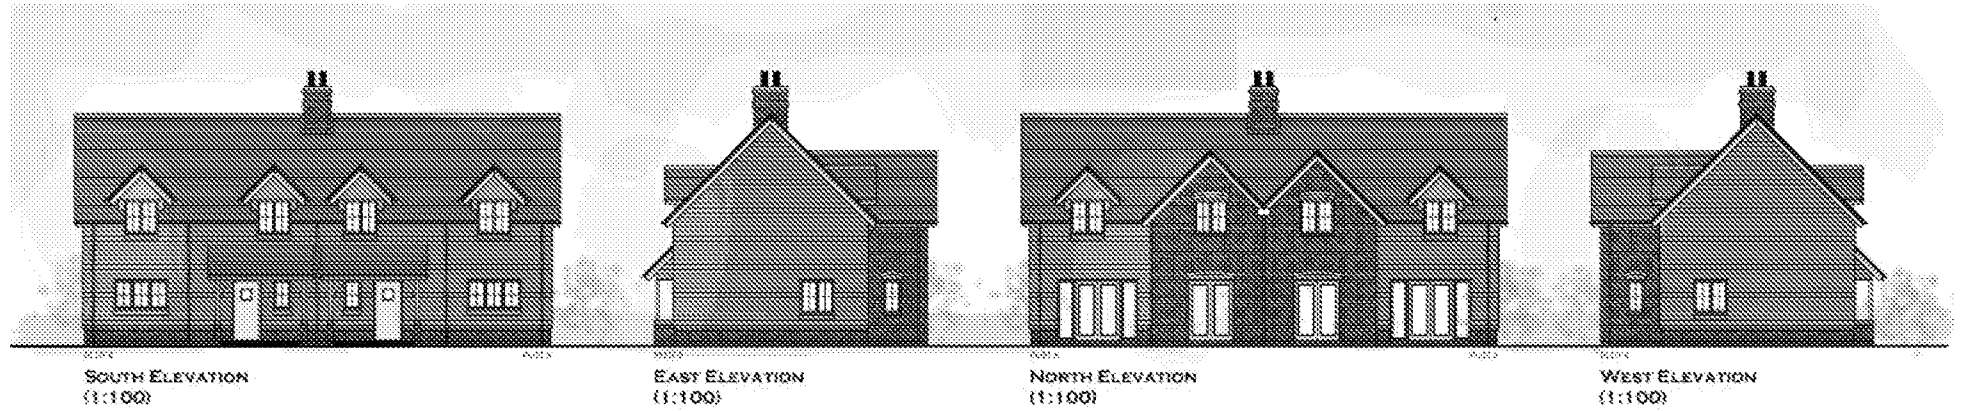 South Elevation
(1:100)
East Elevation
(1:100)
North Elevation
(1:100)
West Elevation
(1:100)